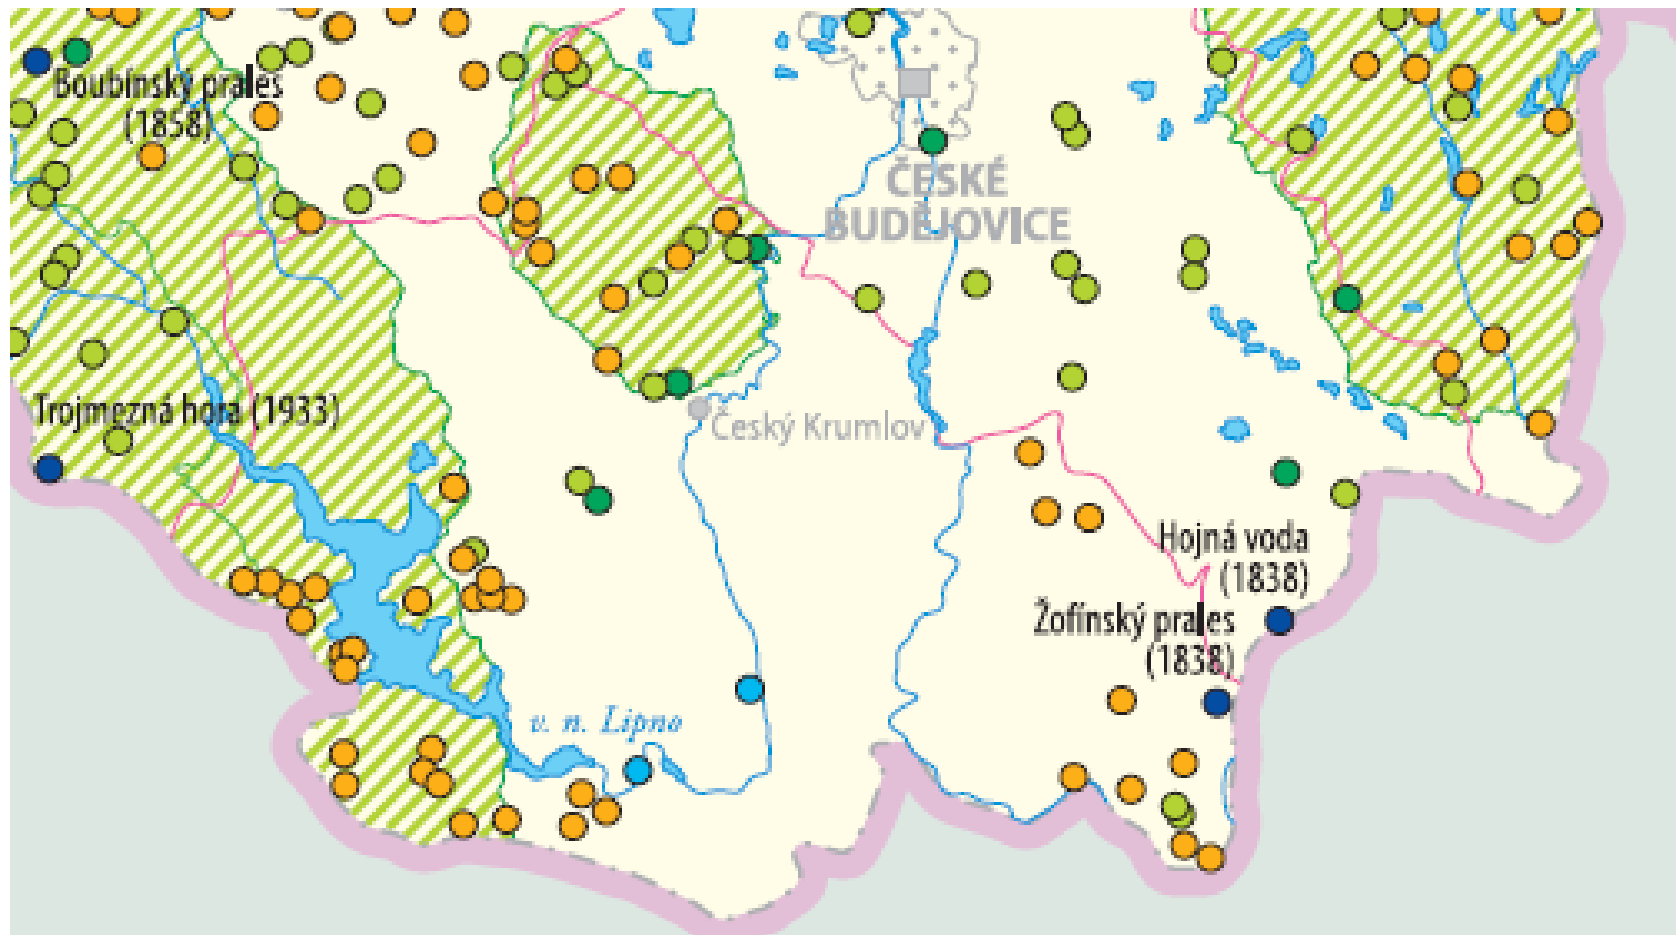 Boubínský prales
(1858)
ČESKÉ
BUDĚJOVICE
Trojmezná hora (1933)
Český Krumlov
Hojná voda
(1838)
Žofínský prales
(1838)
v. n. Lipno